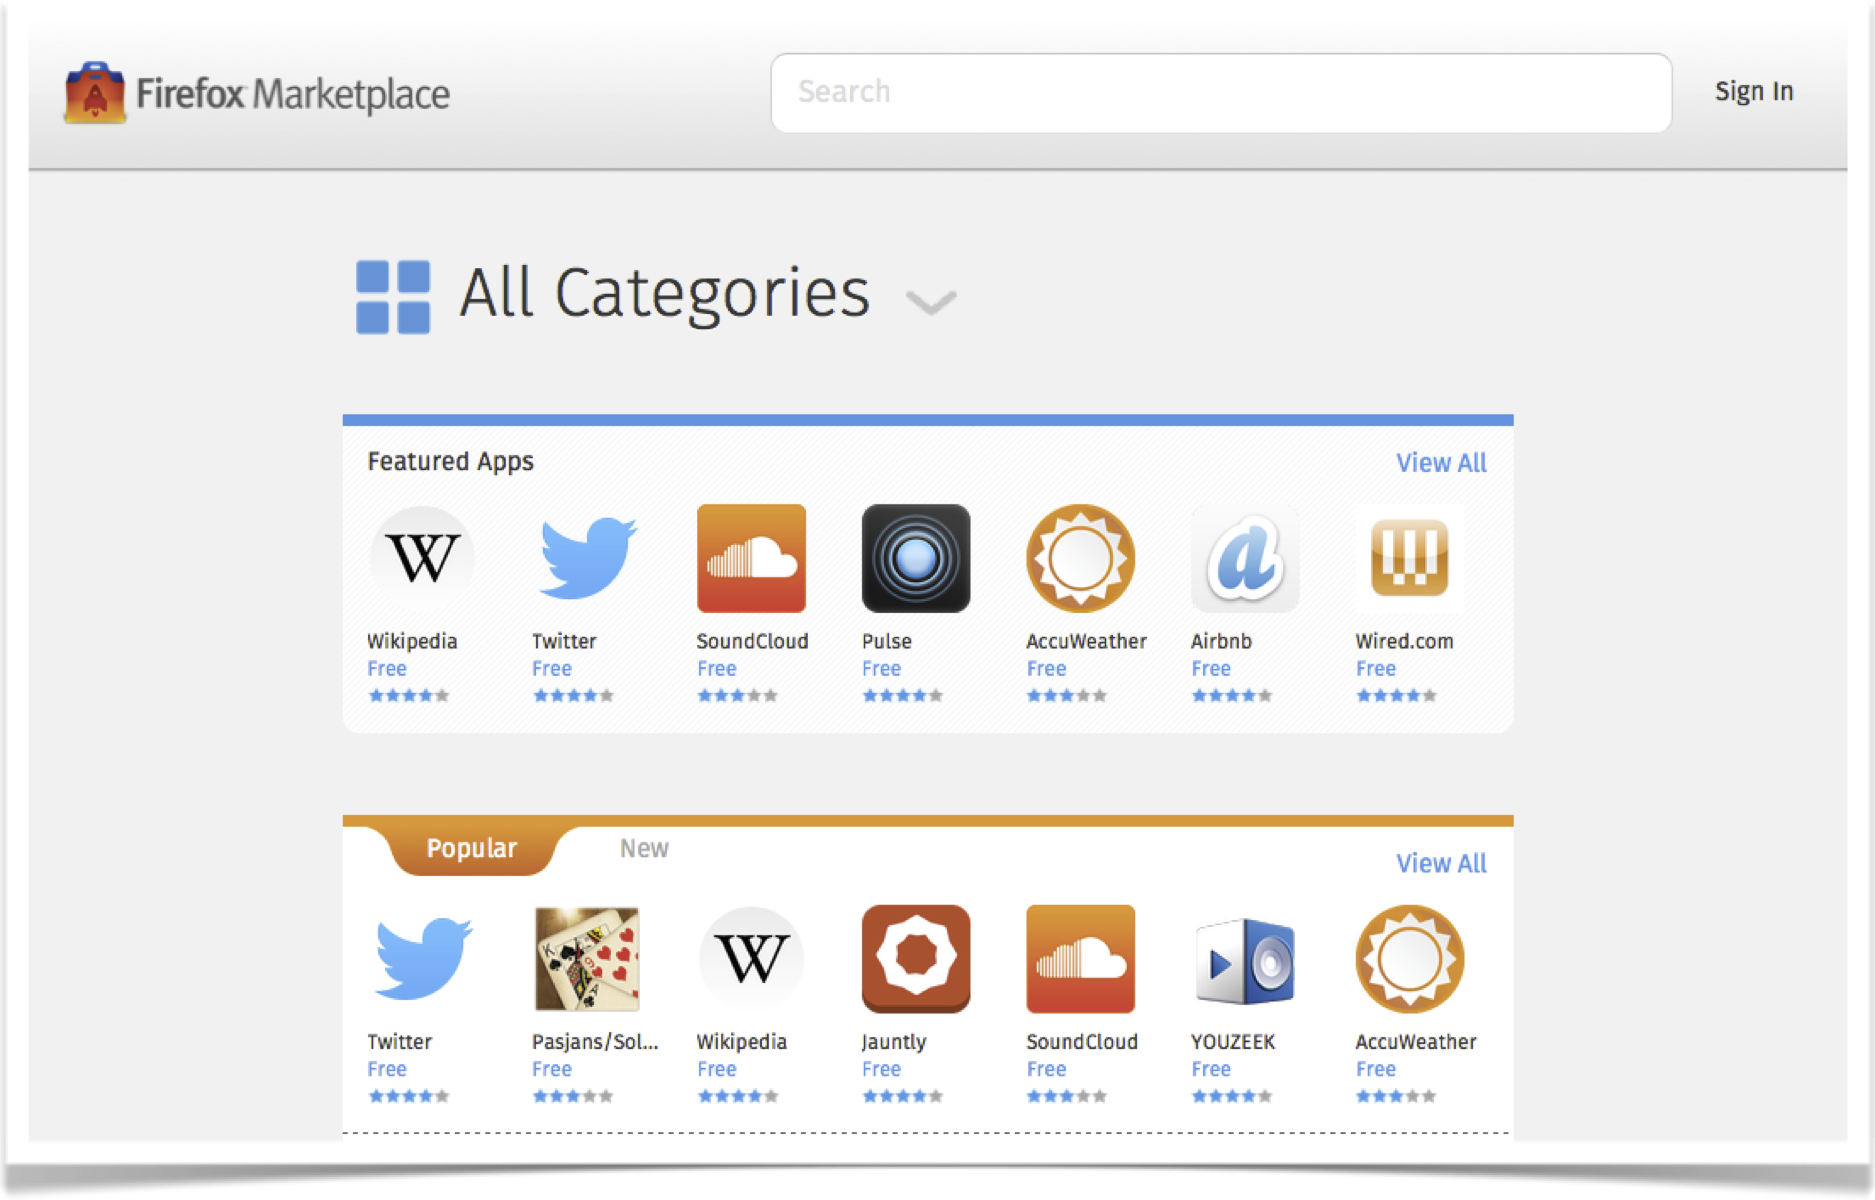 Firefox Marketplace
Search
Sign In
All Categories
Featured Apps
View All
Wikipedia
Free
Twitter
Free
SoundCloud
Free
Pulse
Free
AccuWeather
Free
Airbnb
Free
Wired.com
Free
Popular
New
View All
Twitter
Free
Pasjans/Sol...
Free
Wikipedia
Free
Jauntly
Free
SoundCloud
Free
YOUZEEK
Free
AccuWeather
Free